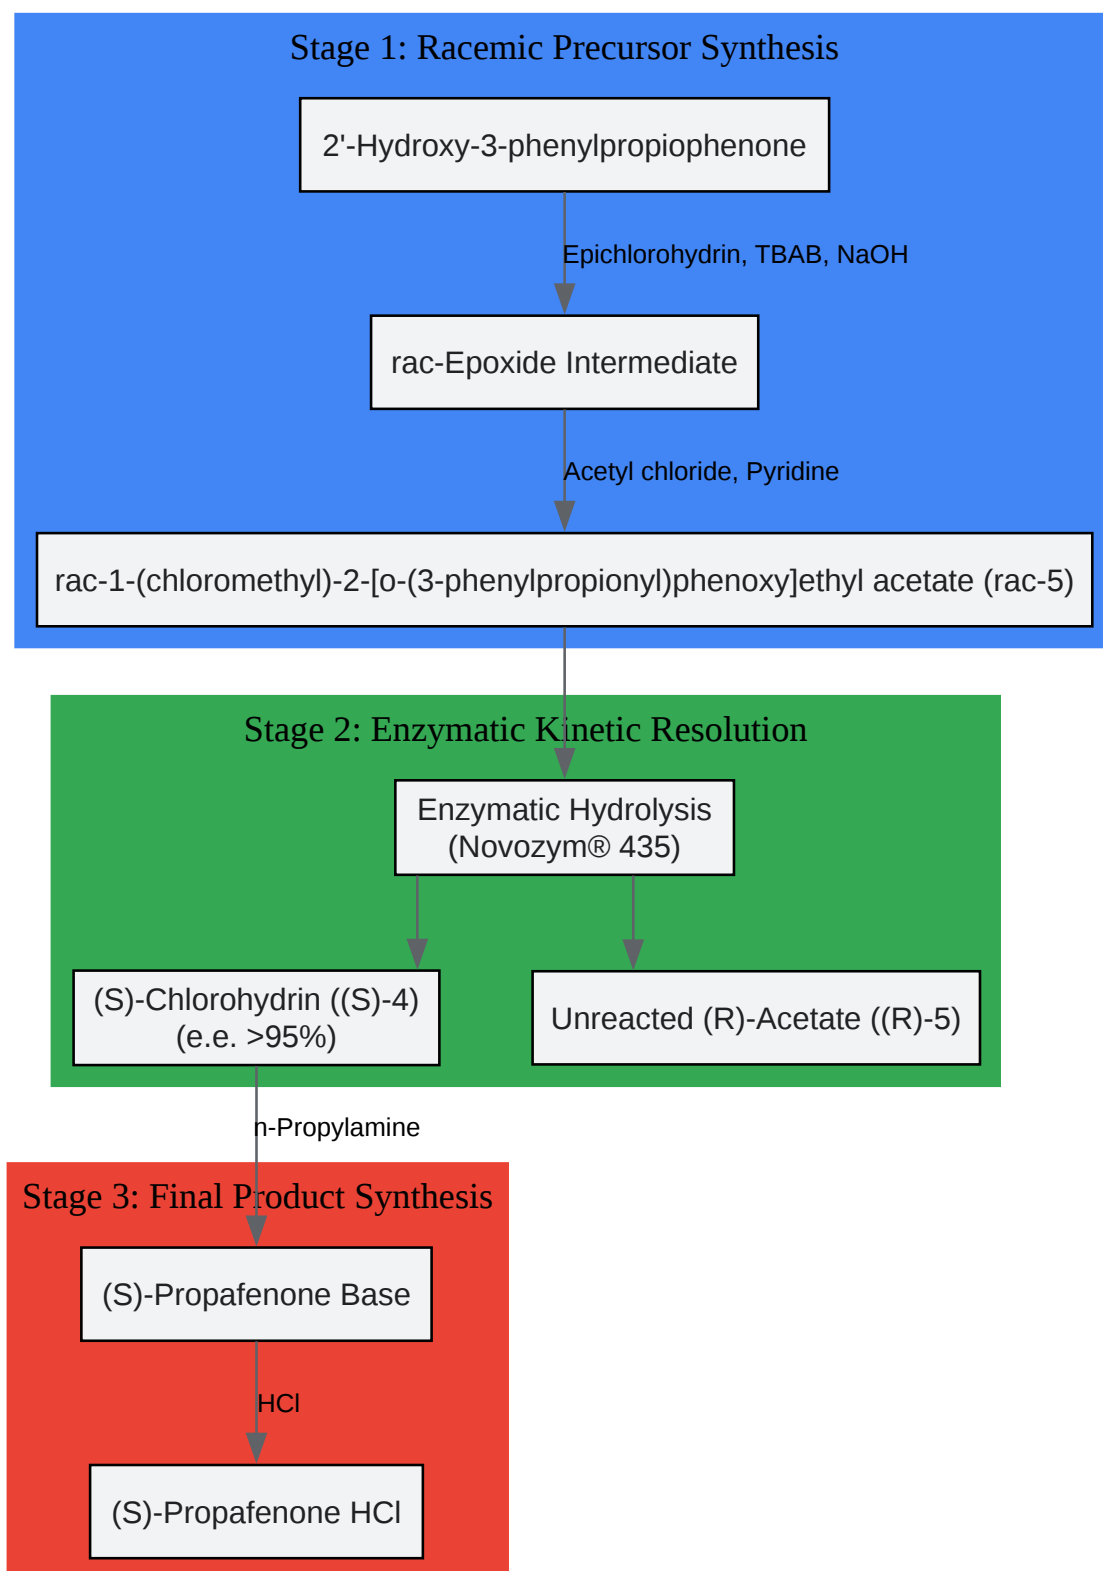 Stage 1: Racemic Precursor Synthesis
2'-Hydroxy-3-phenylpropiophenone
Epichlorohydrin, TBAB, NaOH
rac-Epoxide Intermediate
Acetyl chloride, Pyridine
rac-1-(chloromethyl)-2-[o-(3-phenylpropionyl)phenoxy]ethyl acetate (rac-5)
Stage 2: Enzymatic Kinetic Resolution
Enzymatic Hydrolysis
(Novozym® 435)
(S)-Chlorohydrin ((S)-4)
(e.e. >95%)
Unreacted (R)-Acetate ((R)-5)
n-Propylamine
Stage 3: Final Product Synthesis
(S)-Propafenone Base
HCl
(S)-Propafenone HCl